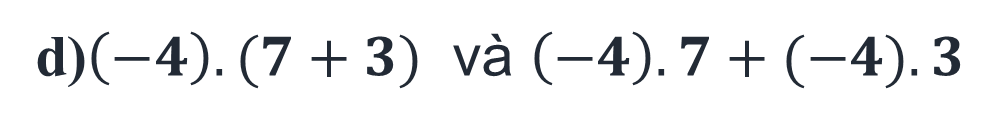 d)(−4).(7 + 3) và (−4).7 + (−4).3